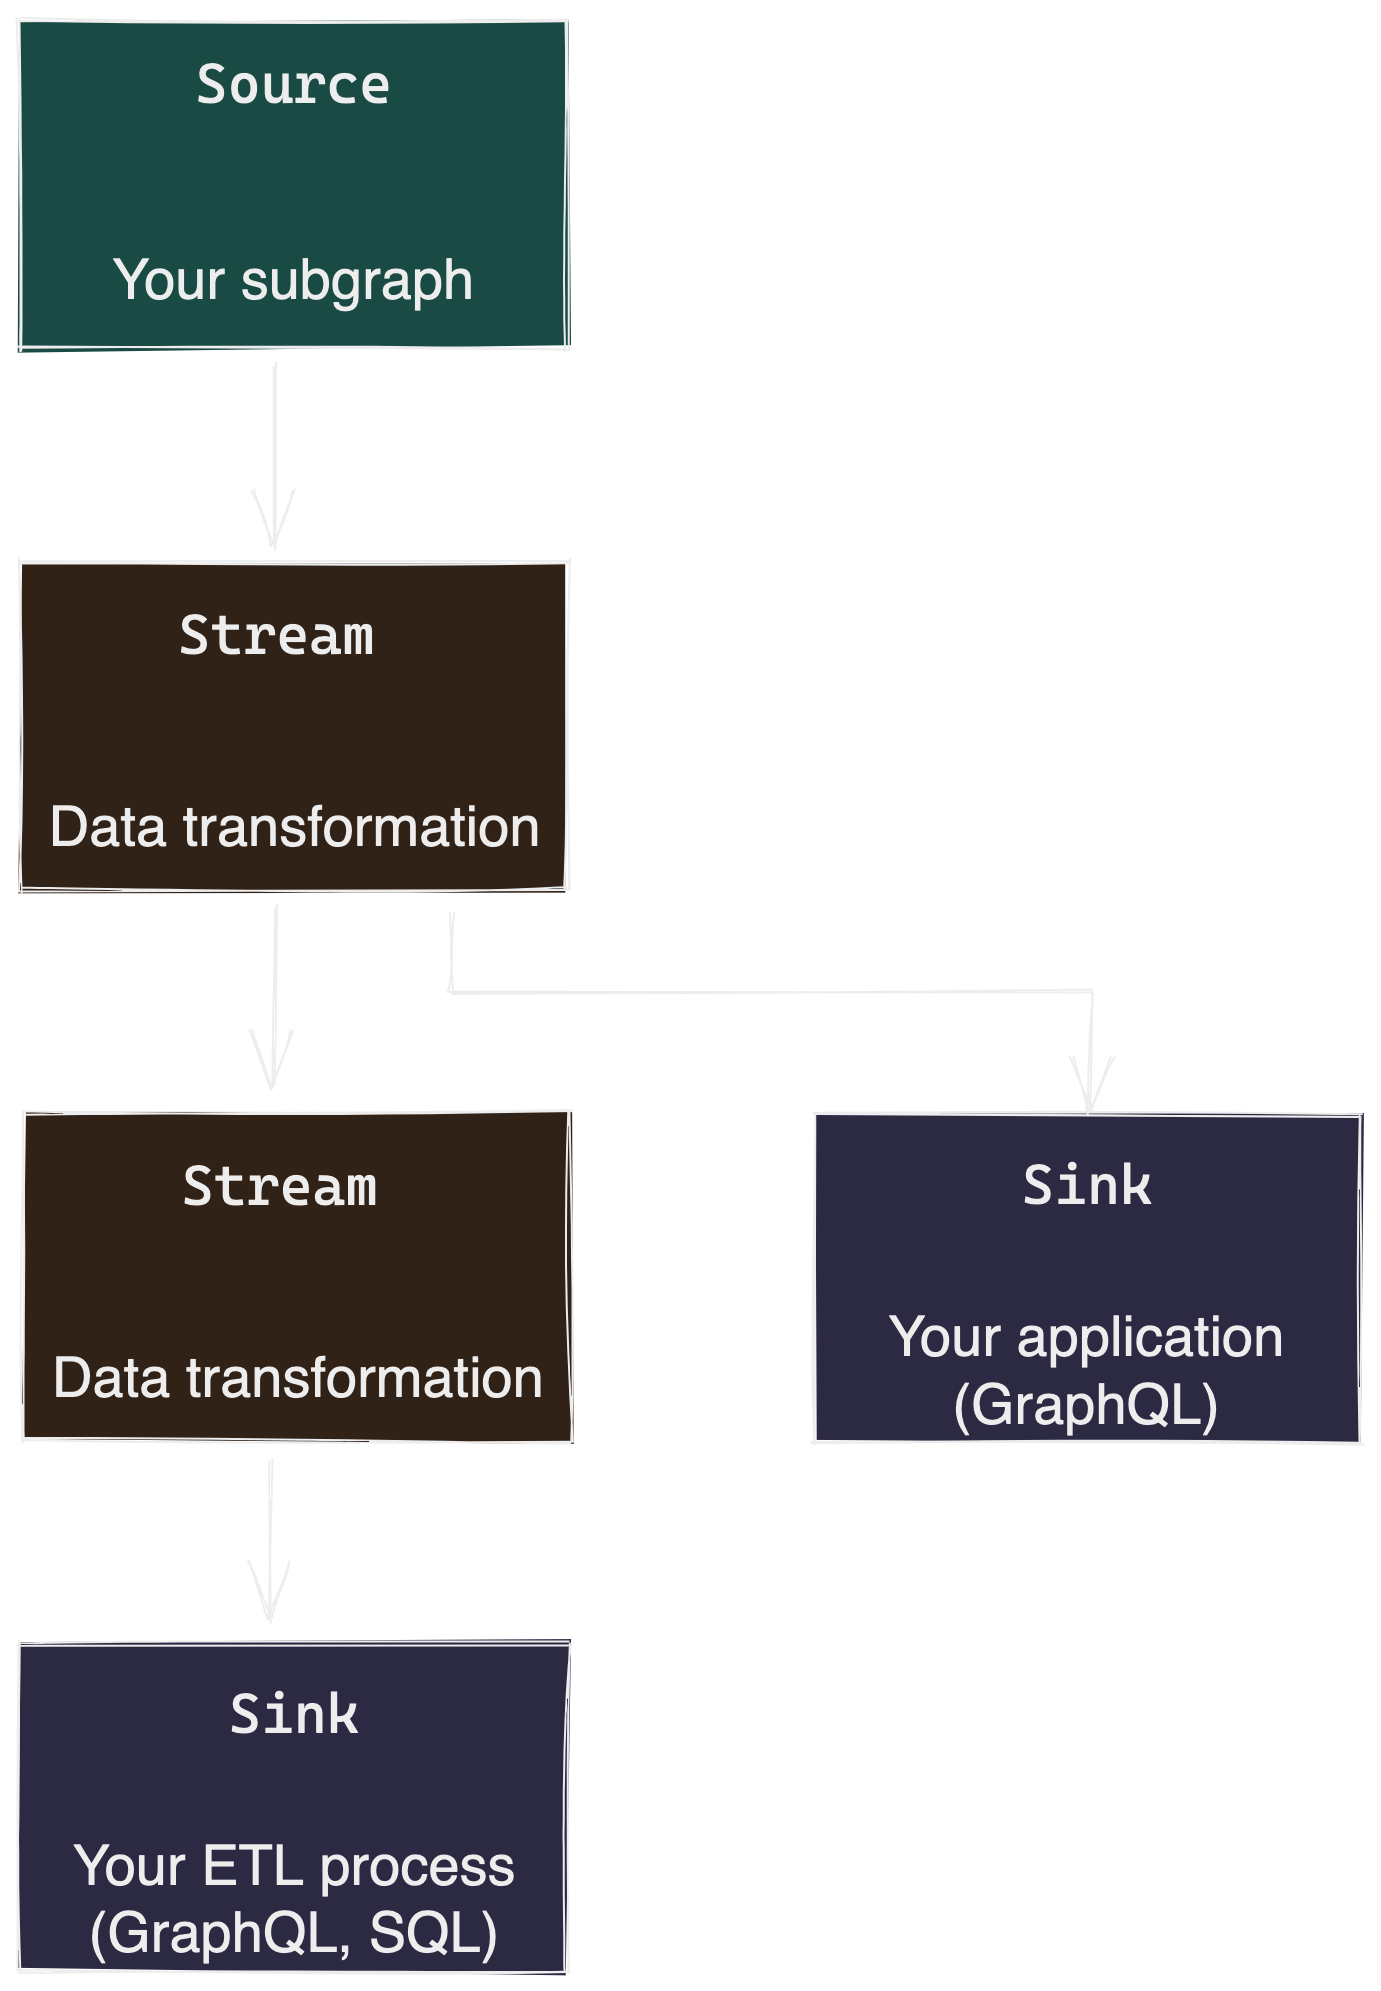 Source
Your subgraph
Stream
Data transformation
Stream
Data transformation
Sink
Your application
(GraphQL)
Sink
Your ETL process
(GraphQL, SQL)